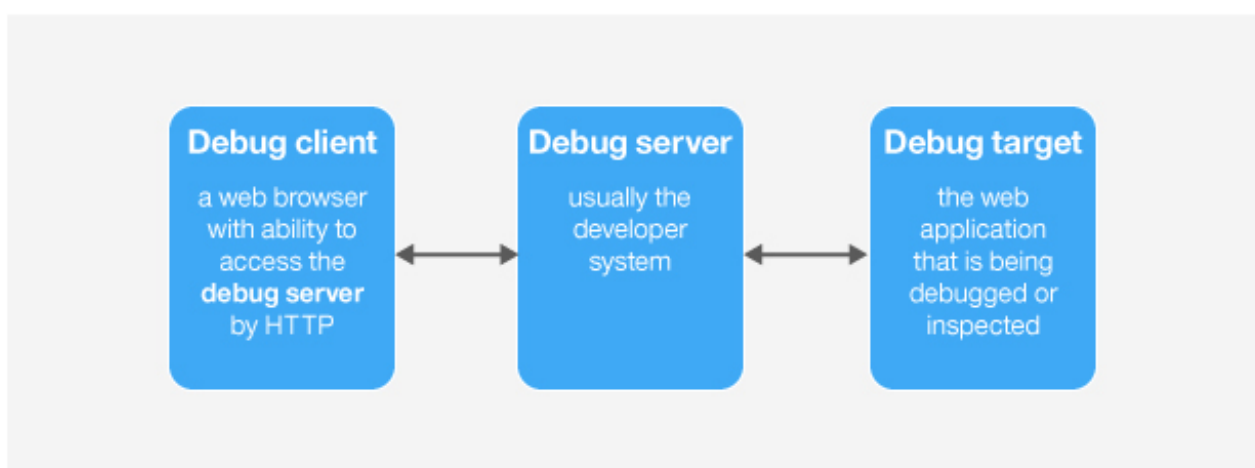 Debug client
a web browser
with ability to
access the
debug server
by HTTP
Debug server
usually the
developer
system
Debug target
the web
application
that is being
debugged or
inspected